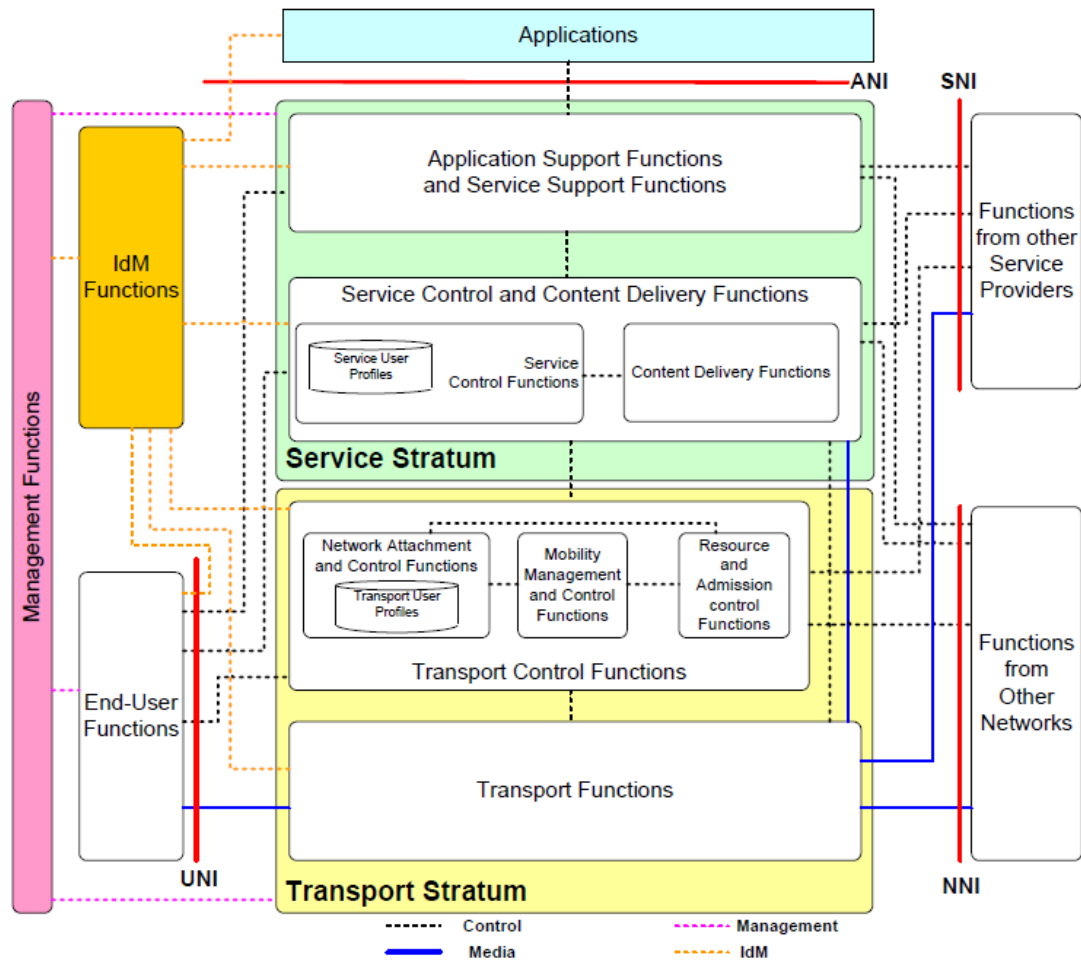 Applications
ANI
SNI
Management Functions
IdM
Functions
Application Support Functions
and Service Support Functions
Functions
from other
Service
Providers
Service Control and Content Delivery Functions
Service User
Profiles
Service
Control Functions
Content Delivery Functions
Service Stratum
Network Attachment
and Control Functions
Transport User
Profiles
Mobility
Management
and Control
Functions
Resource
and
Admission
control
Functions
Transport Control Functions
End-User
Functions
Functions
from
Other
Networks
Transport Functions
UNI
Transport Stratum
NNI
Control
Management
Media
IdM